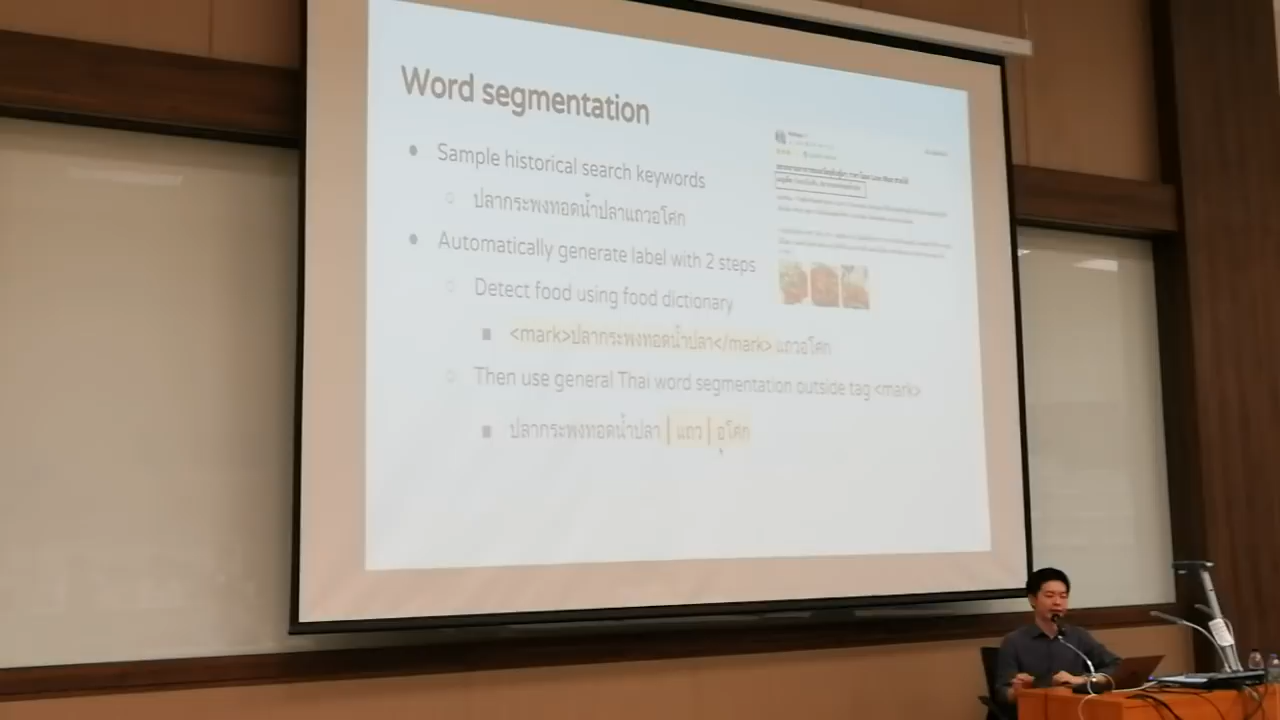 Word segmentation
Sample historical search keywords
ปลากระพงทอดน้ำปลาแถวอโศก
Automatically generate label with 2 steps
Detect food using food dictionary
<mark>ปลากระพงทอดน้ำปลา</mark> แถวอโศก
Then use general Thai word segmentation outside tag <mark>
ปลากระพงทอดน้ำปลา | แถว | อโศก